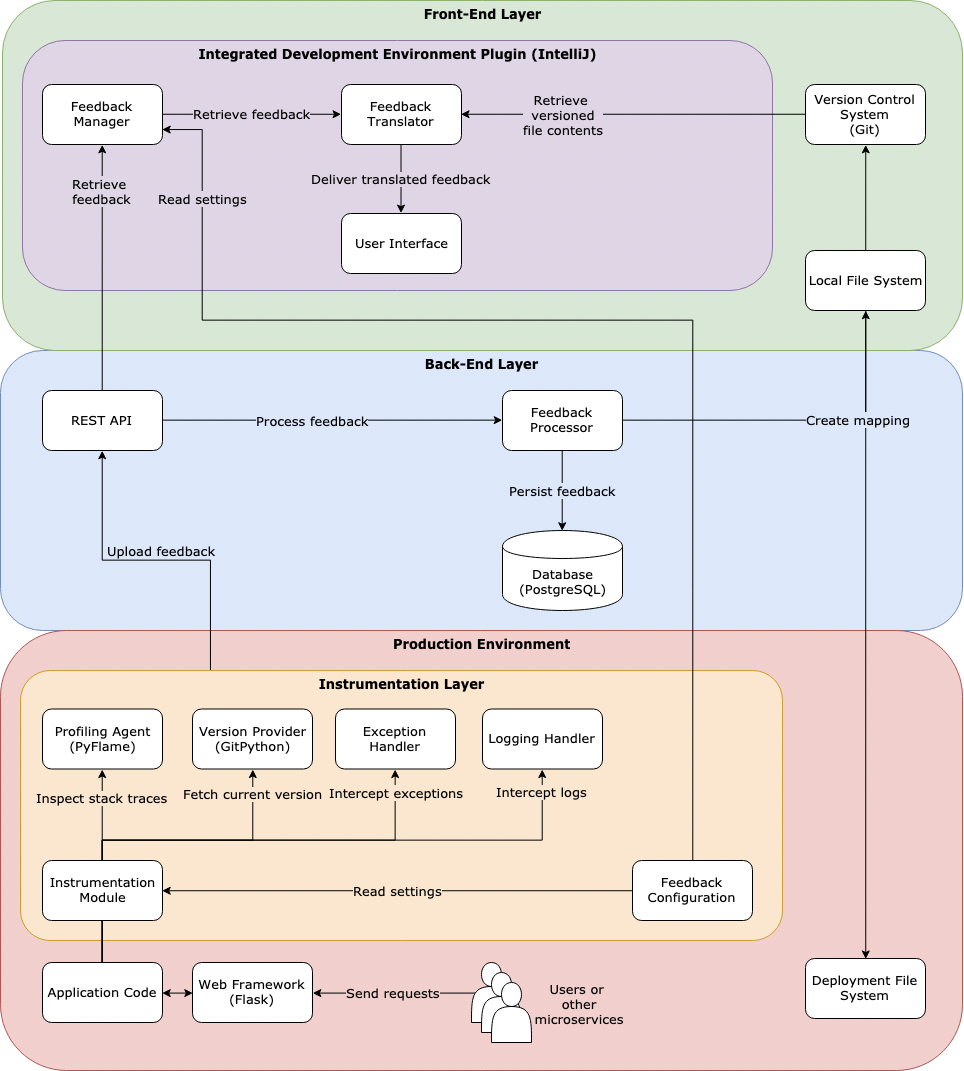 Front-End Layer
Integrated Development Environment Plugin (IntelliJ)
Feedback
Manager
Retrieve feedback
Feedback
Translator
Retrieve
versioned
file contents
Version Control
System
(Git)
Retrieve
feedback
Read settings
Deliver translated feedback
User Interface
Local File System
Back-End Layer
REST API
Process feedback
Feedback
Processor
Create mapping
Persist feedback
Upload feedback
Database
(PostgreSQL)
Production Environment
Instrumentation Layer
Profiling Agent
(PyFlame)
Version Provider
(GitPython)
Exception
Handler
Logging Handler
Inspect stack traces
Fetch current version
Intercept exceptions
Intercept logs
Instrumentation
Module
Read settings
Feedback
Configuration
Application Code
Web Framework
(Flask)
Send requests
Users or
other
microservices
Deployment File
System